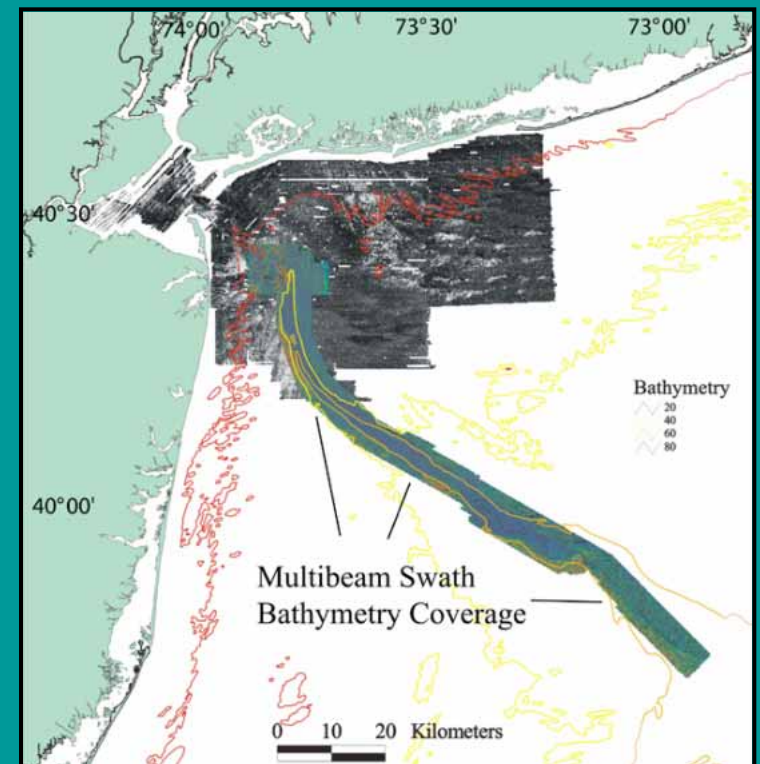 74°00'
73°30'
73°00'
40°30'
Bathymetry
20
40
60
80
40°00'
Multibeam Swath
Bathymetry Coverage
0 10 20 Kilometers